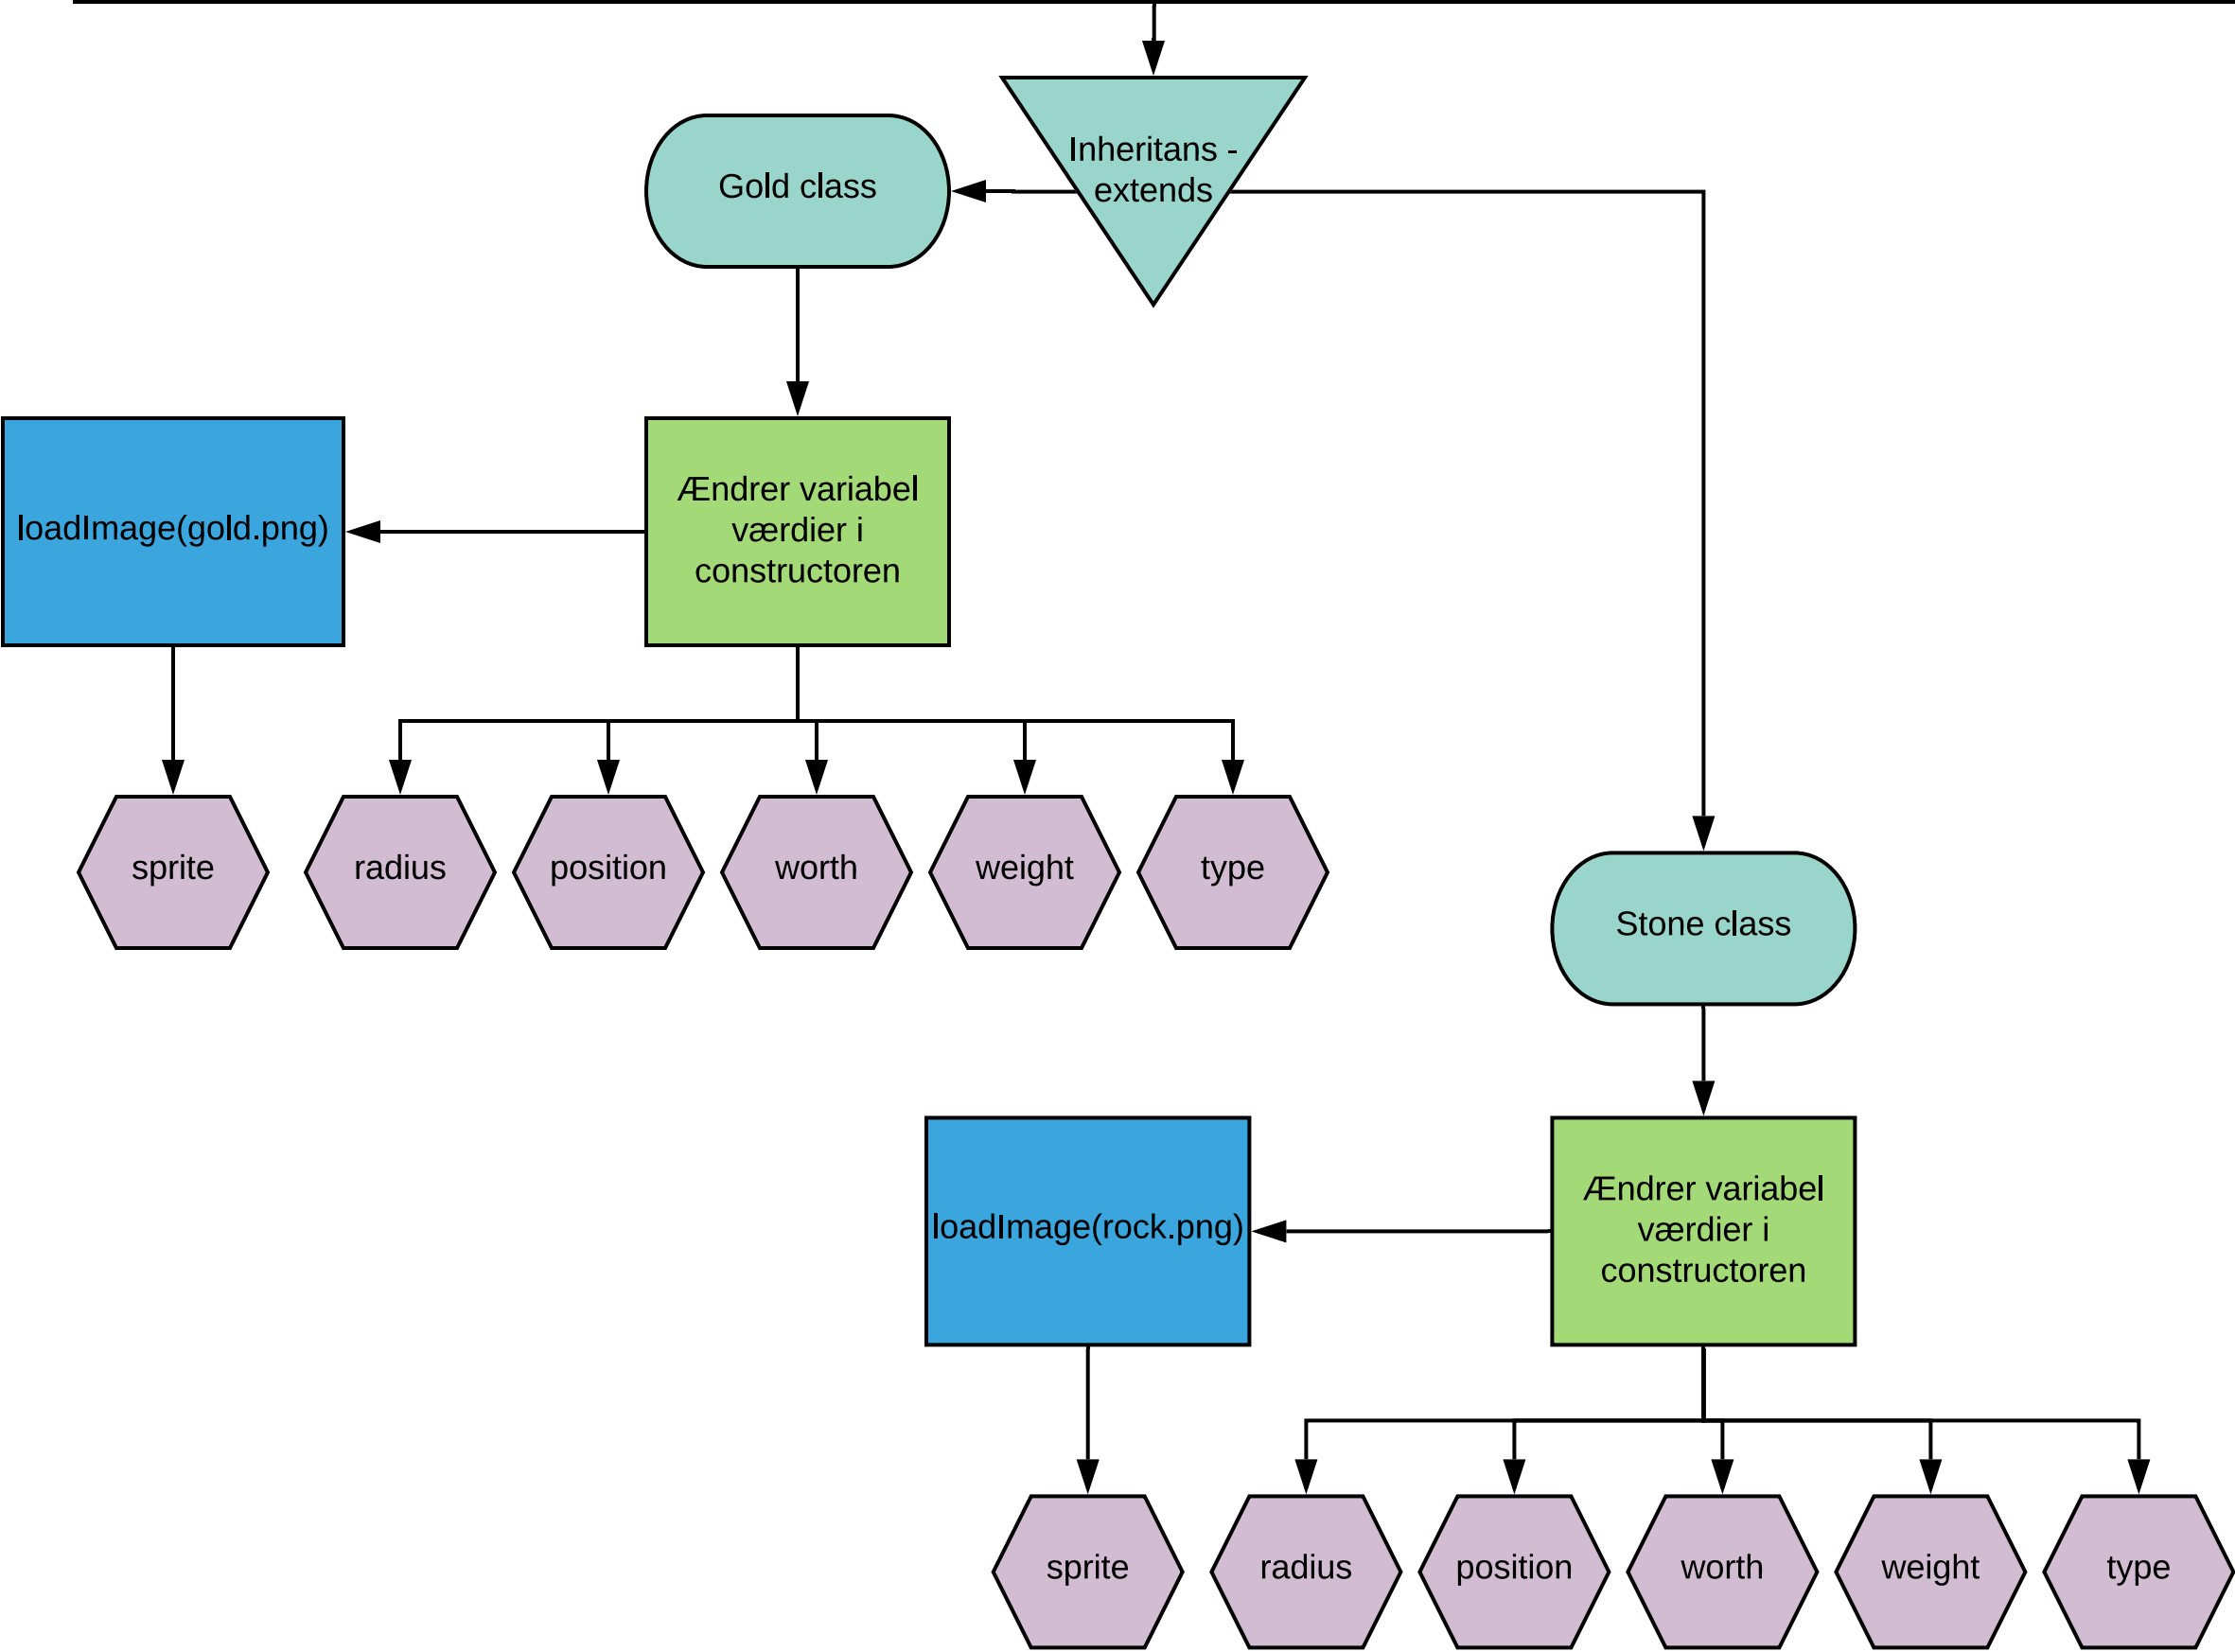 Inheritans -
extends
Gold class
loadImage(gold.png)
Ændrer variabel
værdier i
constructoren
sprite
radius
position
worth
weight
type
Stone class
loadImage(rock.png)
Ændrer variabel
værdier i
constructoren
sprite
radius
position
worth
weight
type